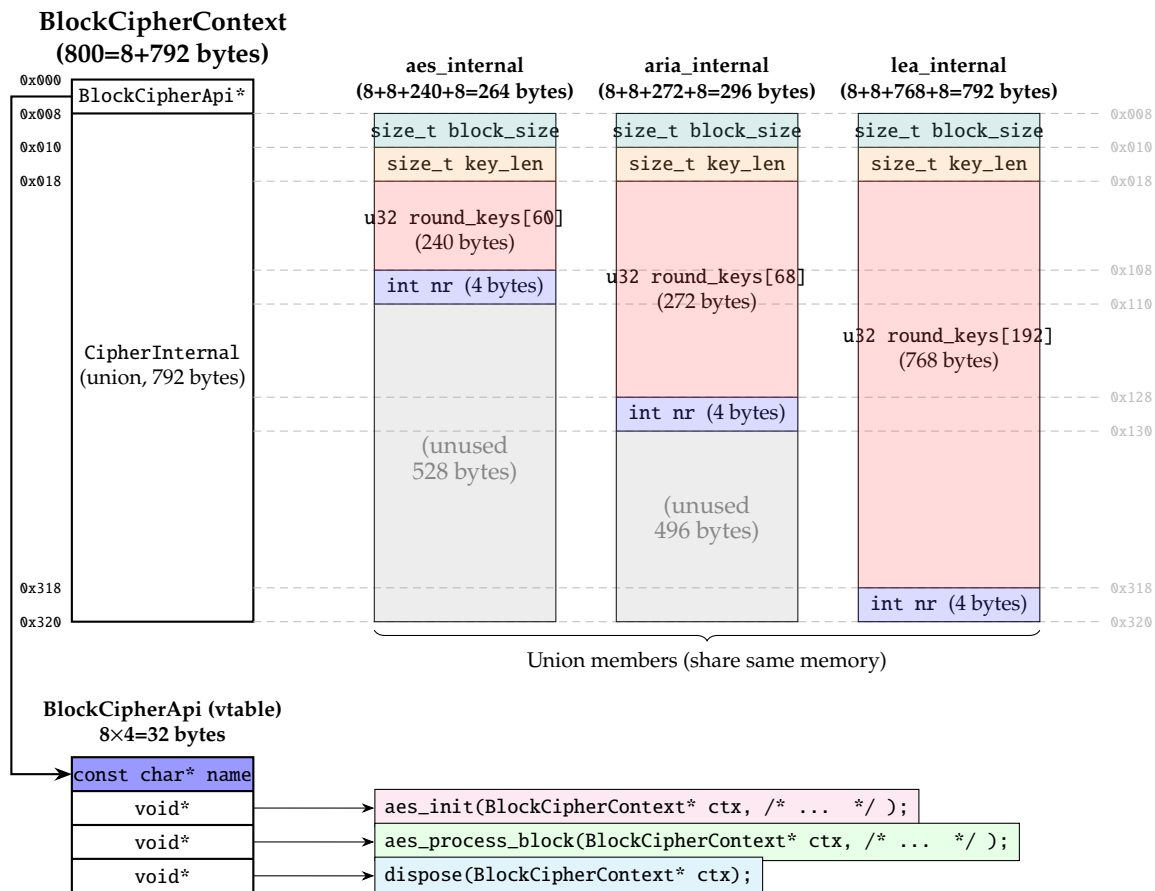 BlockCipherContext
(800=8+792 bytes)
aes_internal
(8+8+240+8=264 bytes)
aria_internal
(8+8+272+8=296 bytes)
lea_internal
(8+8+768+8=792 bytes)
0x000
BlockCipherApi*
0x008
0x010
0x018
CipherInternal
(union, 792 bytes)
0x318
0x320
size_t block_size
size_t key_len
u32 round_keys[60]
(240 bytes)
int nr (4 bytes)
(unused
528 bytes)
size_t block_size
size_t key_len
u32 round_keys[68]
(272 bytes)
int nr (4 bytes)
(unused
496 bytes)
size_t block_size
size_t key_len
u32 round_keys[192]
(768 bytes)
int nr (4 bytes)
0x008
0x010
0x018
0x108
0x110
0x128
0x130
0x318
0x320
Union members (share same memory)
BlockCipherApi (vtable)
8×4=32 bytes
const char* name
void*
aes_init(BlockCipherContext* ctx, /* ... */ );
void*
aes_process_block(BlockCipherContext* ctx, /* ... */ );
void*
dispose(BlockCipherContext* ctx);